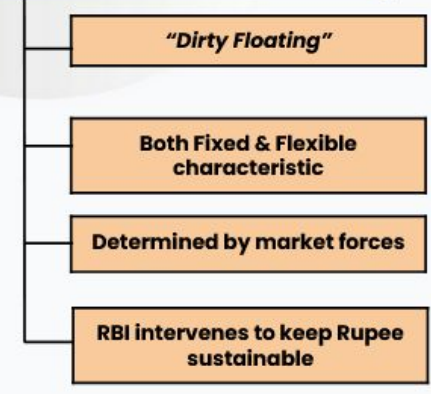 “Dirty Floating”
Both Fixed & Flexible
characteristic
Determined by market forces
RBI intervenes to keep Rupee
sustainable